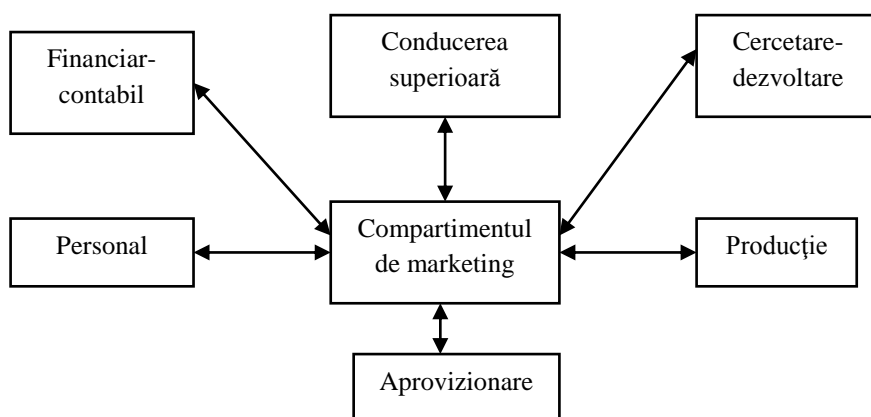 Financiar-
contabil
Conducerea
superioară
Cercetare-
dezvoltare
Personal
Compartimentul
de marketing
Producţie
Aprovizionare